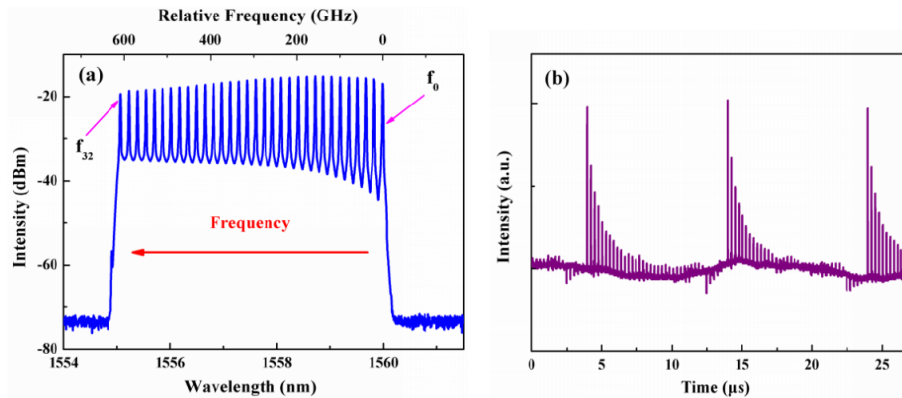 Relative Frequency (GHz)
600 400 200 0
(a)
f0
f32
Frequency
-20
-40
-60
-80
Intensity (dBm)
1554 1556 1558 1560
Wavelength (nm)
(b)
Intensity (a.u.)
0 5 10 15 20 25
Time (μs)